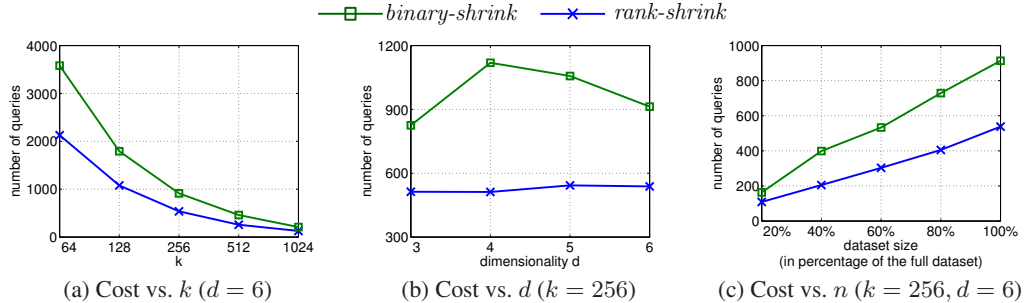 binary-shrink rank-shrink
number of queries
4000
3000
2000
1000
0
64 128 256 512 1024
k
(a) Cost vs. k (d = 6)
number of queries
1200
900
600
300
3 4 5 6
dimensionality d
(b) Cost vs. d (k = 256)
number of queries
1000
800
600
400
200
0
20% 40% 60% 80% 100%
dataset size
(in percentage of the full dataset)
(c) Cost vs. n (k = 256, d = 6)